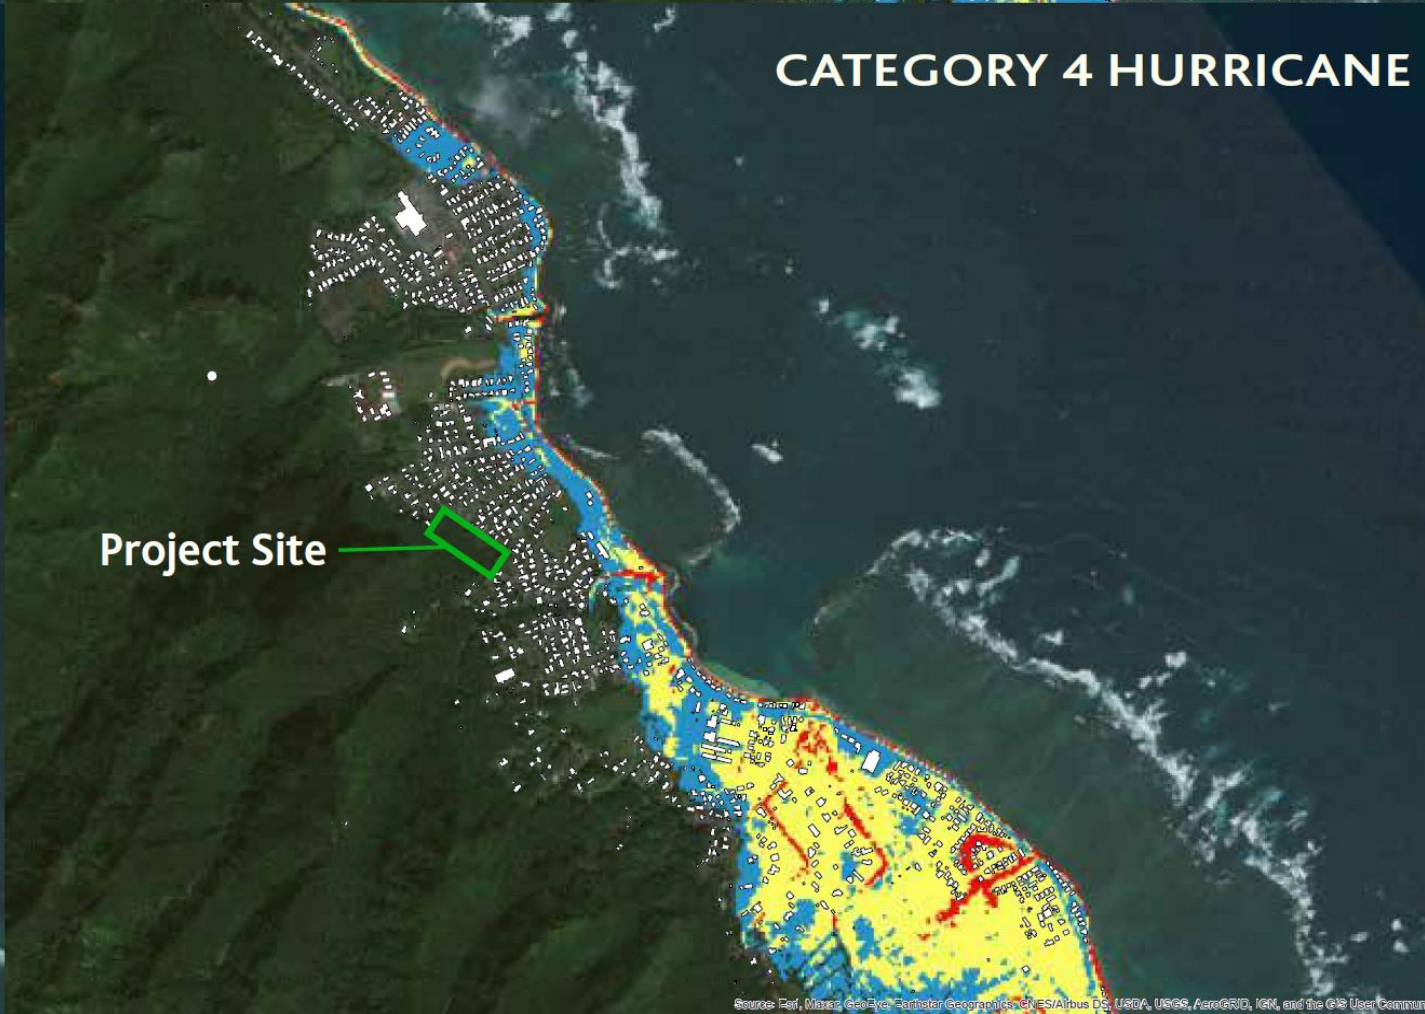 CATEGORY 4 HURRICANE
Project Site
Source: Esri, Maxar, GeoEye, Earthstar Geographics, CNES/Airbus DS, USDA, USGS, AeroGRID, IGN, and the GIS User Commun